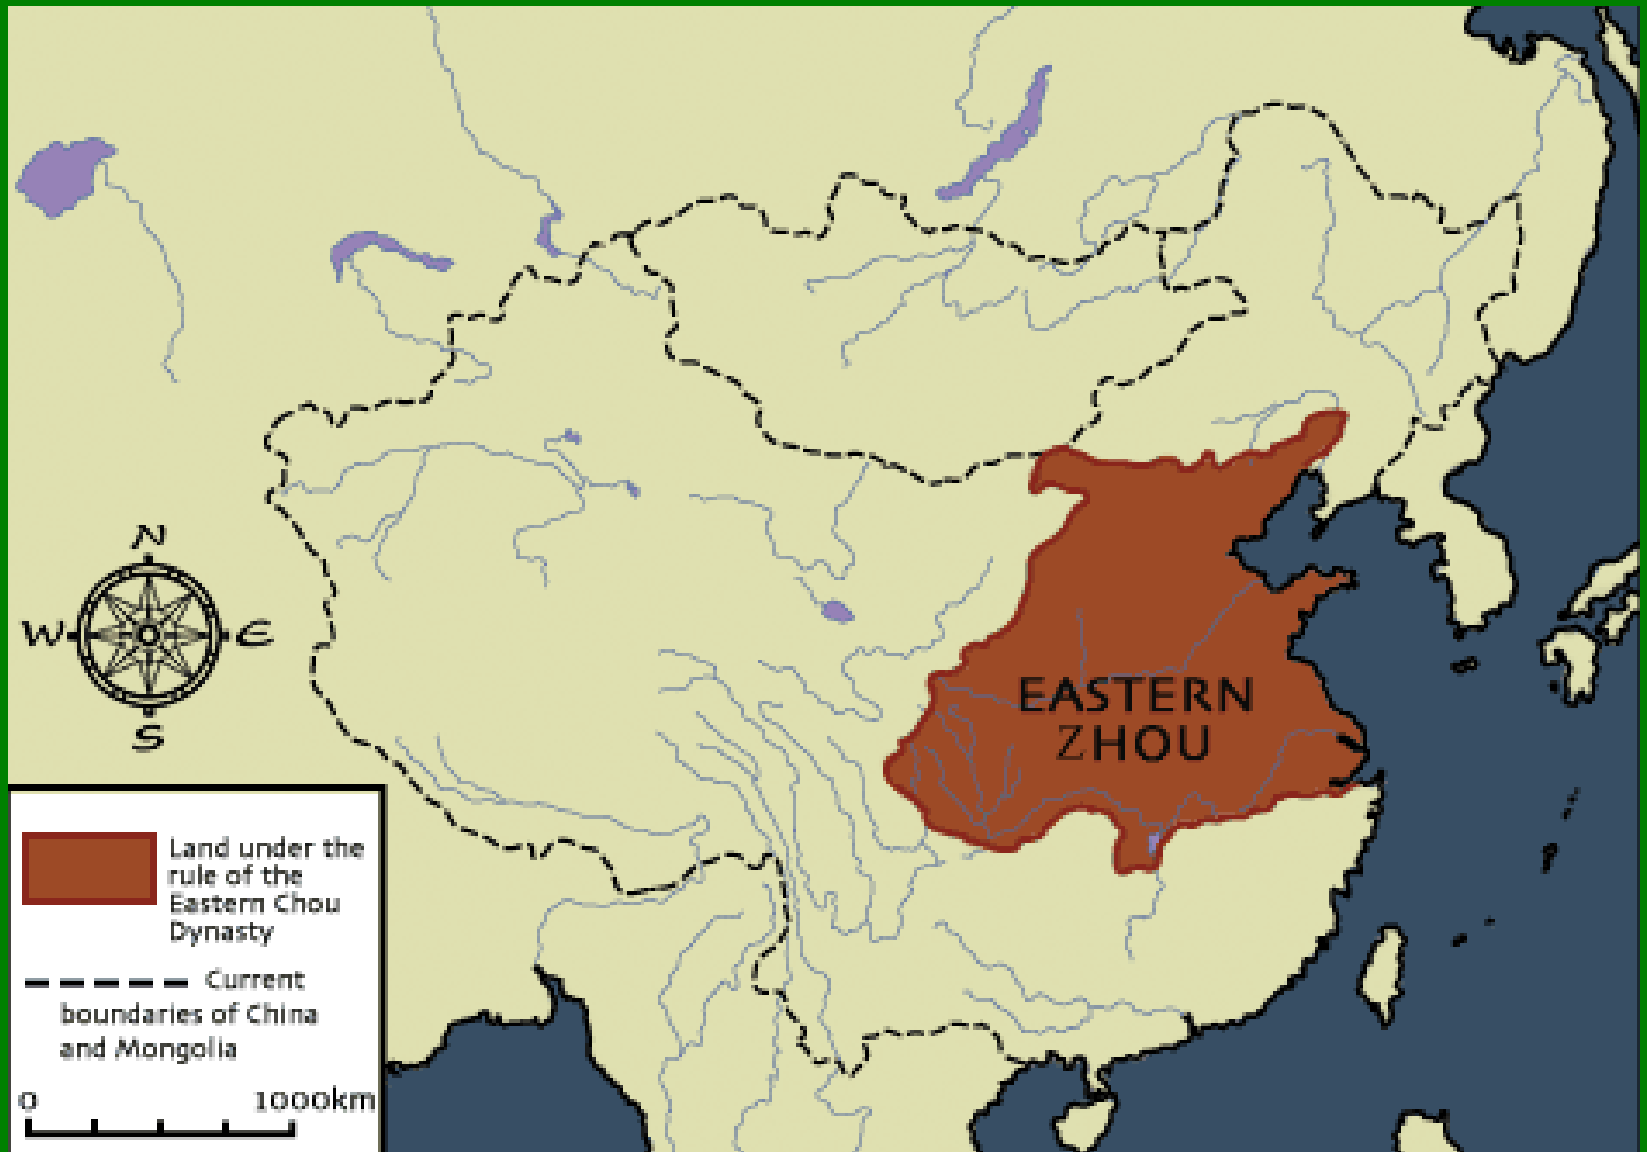 N
W E
S
EASTERN
ZHOU
Land under the
rule of the
Eastern Chou
Dynasty
Current
boundaries of China
and Mongolia
0 1000km